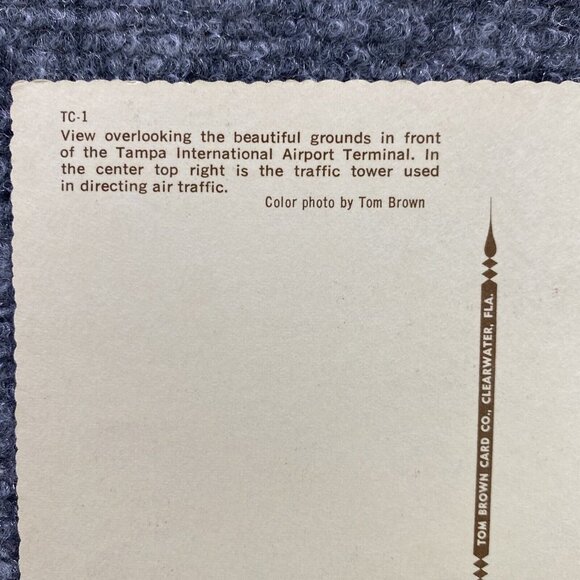 TC-1
View overlooking the beautiful grounds in front
of the Tampa International Airport Terminal. In
the center top right is the traffic tower used
in directing air traffic.
Color photo by Tom Brown
TOM BROWN CARD CO., CLEARWATER, FLA.